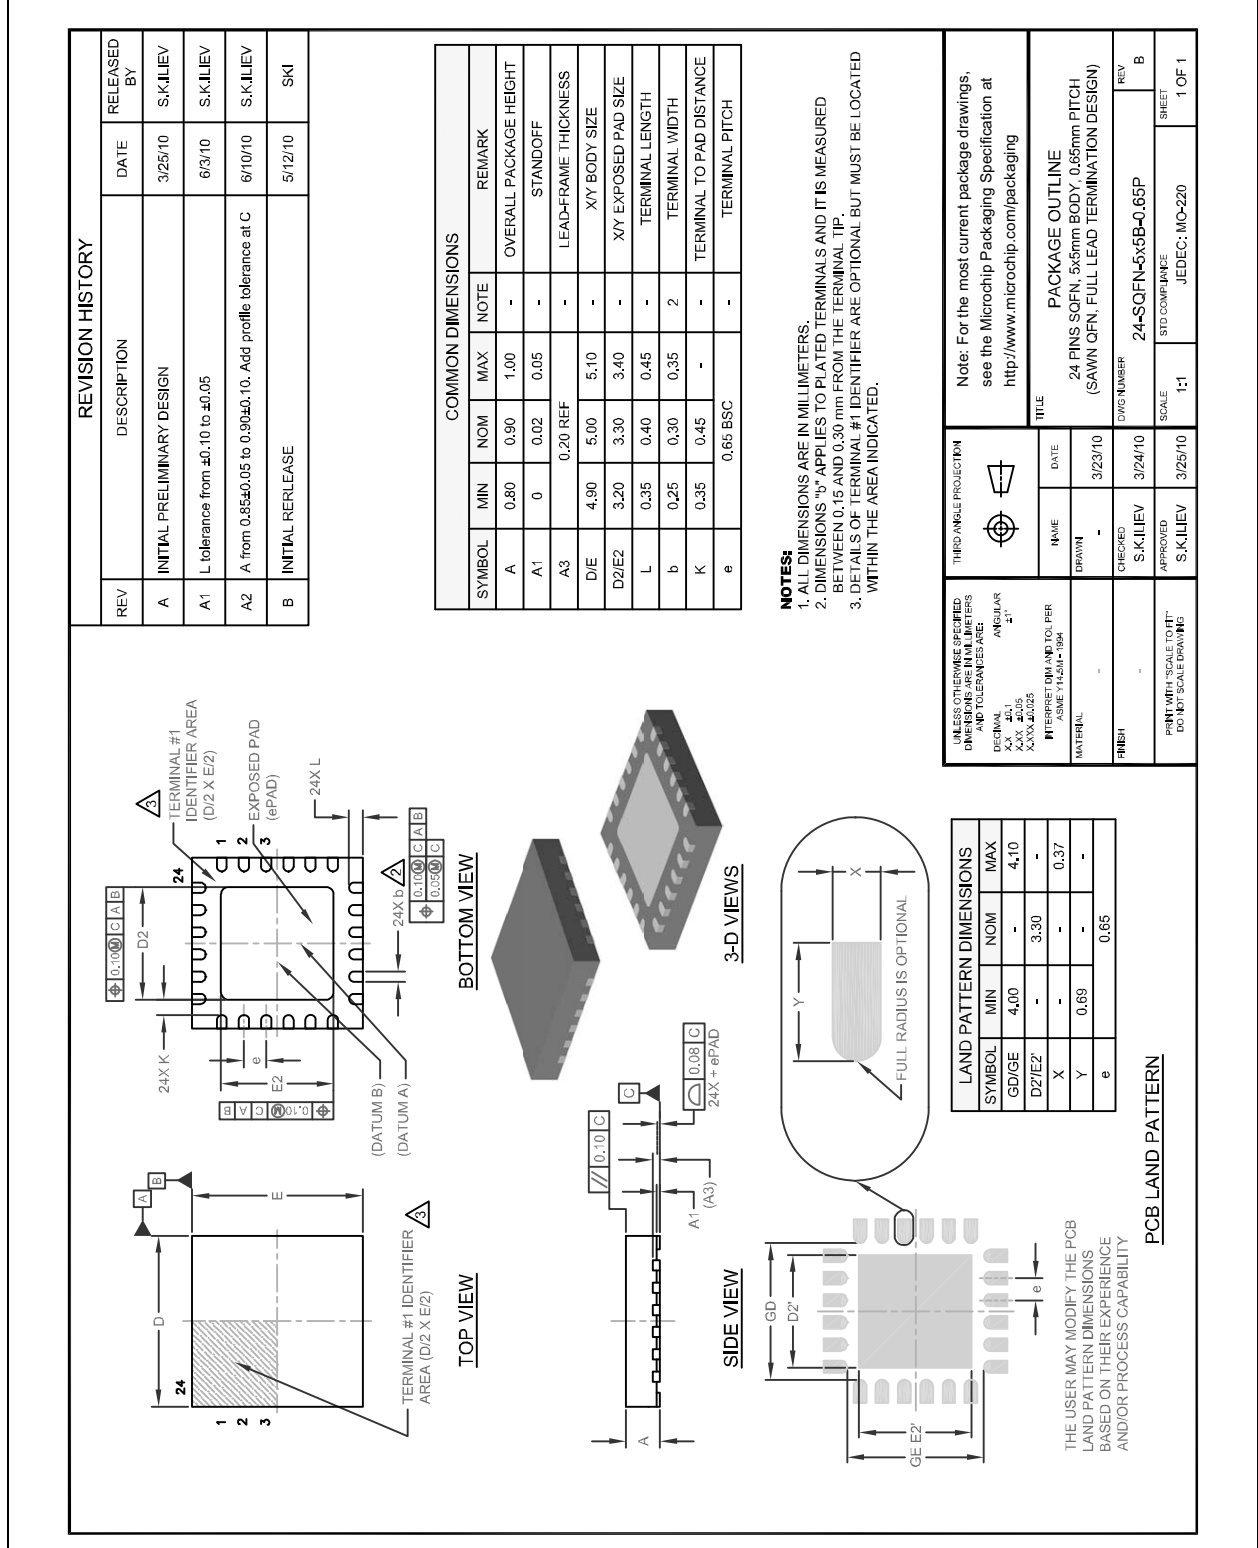 REVISION HISTORY
REV DESCRIPTION DATE RELEASED BY
A INITIAL PRELIMINARY DESIGN 3/25/10 S.K.ILIEV
A1 L tolerance from ±0.10 to ±0.05 6/3/10 S.K.ILIEV
A2 A from 0.85±0.05 to 0.90±0.10. Add profile tolerance at C 6/10/10 S.K.ILIEV
B INITIAL RERLEASE 5/12/10 SKI
D
A
B
24
1
2
3
E
TERMINAL #1 IDENTIFIER
AREA (D/2 X E/2)
3
TOP VIEW
24X K
0.10 M C A B
D2
e
E2
0.10 M C A B
(DATUM B)
(DATUM A)
24
1
2
3
3
TERMINAL #1
IDENTIFIER AREA
(D/2 X E/2)
EXPOSED PAD
(ePAD)
24X L
24X b 2
0.10 M C A B
0.05 M C
BOTTOM VIEW
COMMON DIMENSIONS
SYMBOL MIN NOM MAX NOTE REMARK
A 0.80 0.90 1.00 - OVERALL PACKAGE HEIGHT
A1 0 0.02 0.05 - STANDOFF
A3 0.20 REF - LEAD-FRAME THICKNESS
D/E 4.90 5.00 5.10 - X/Y BODY SIZE
D2/E2 3.20 3.30 3.40 - X/Y EXPOSED PAD SIZE
L 0.35 0.40 0.45 - TERMINAL LENGTH
b 0.25 0.30 0.35 2 TERMINAL WIDTH
K 0.35 0.45 - - TERMINAL TO PAD DISTANCE
e 0.65 BSC - TERMINAL PITCH
A
// 0.10 C
A1
(A3)
C
0.08 C
24X + ePAD
SIDE VIEW
3-D VIEWS
NOTES:
1. ALL DIMENSIONS ARE IN MILLIMETERS.
2. DIMENSIONS "b" APPLIES TO PLATED TERMINALS AND IT IS MEASURED
BETWEEN 0.15 AND 0.30 mm FROM THE TERMINAL TIP.
3. DETAILS OF TERMINAL #1 IDENTIFIER ARE OPTIONAL BUT MUST BE LOCATED
WITHIN THE AREA INDICATED.
GD
D2'
GE E2'
e
Y
X
FULL RADIUS IS OPTIONAL
THE USER MAY MODIFY THE PCB
LAND PATTERN DIMENSIONS
BASED ON THEIR EXPERIENCE
AND/OR PROCESS CAPABILITY
LAND PATTERN DIMENSIONS
SYMBOL MIN NOM MAX
GD/GE 4.00 - 4.10
D2'/E2' - 3.30 -
X - - 0.37
Y 0.69 - -
e 0.65
PCB LAND PATTERN
UNLESS OTHERWISE SPECIFIED
DIMENSIONS ARE IN MILLIMETERS
AND TOLERANCES ARE:
DECIMAL ANGULAR
X.X ±0.1 ±1°
X.XX ±0.05
X.XXX ±0.025
INTERPRET DIM AND TOL PER
ASME Y14.5M - 1994
MATERIAL
-
FINISH
-
PRINT WITH "SCALE TO FIT"
DO NOT SCALE DRAWING
THIRD ANGLE PROJECTION
NAME DATE
DRAWN
- 3/23/10
CHECKED
S.K.ILIEV 3/24/10
APPROVED
S.K.ILIEV 3/25/10
Note: For the most current package drawings,
see the Microchip Packaging Specification at
http://www.microchip.com/packaging
TITLE
PACKAGE OUTLINE
24 PINS SQFN, 5x5mm BODY, 0.65mm PITCH
(SAWN QFN, FULL LEAD TERMINATION DESIGN)
DWG NUMBER
24-SQFN-5x5B-0.65P
REV
B
SCALE
1:1
STD COMPLIANCE
JEDEC: MO-220
SHEET
1 OF 1